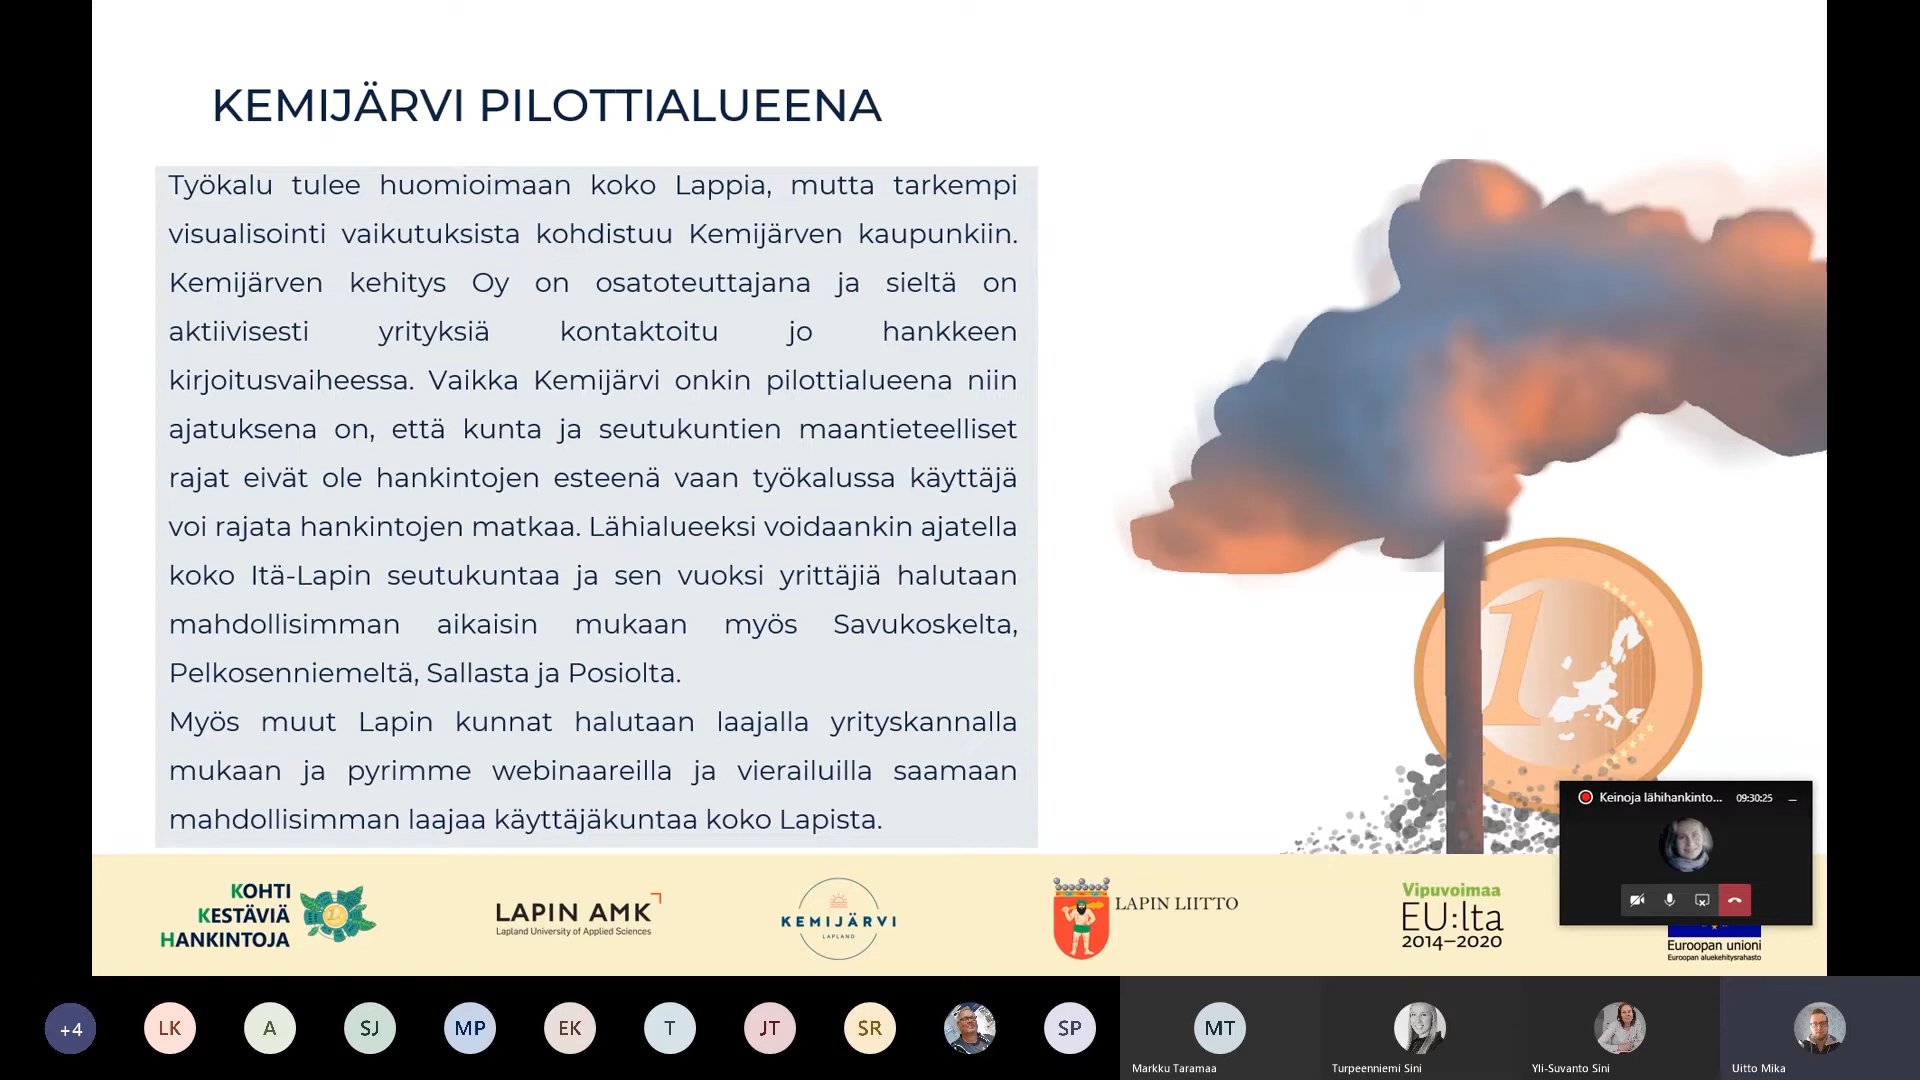 KEMIJÄRVI PILOTTIALUEENA
Työkalu tulee huomioimaan koko Lappia, mutta tarkempi
visualisointi vaikutuksista kohdistuu Kemijärven kaupunkiin.
Kemijärven kehitys Oy on osatoteuttajana ja sieltä on
aktiivisesti yrityksiä kontaktoitu jo hankkeen
kirjoitusvaiheessa. Vaikka Kemijärvi onkin pilottialueena niin
ajatuksena on, että kunta ja seutukuntien maantieteelliset
rajat eivät ole hankintojen esteenä vaan työkalussa käyttäjä
voi rajata hankintojen matkaa. Lähialueeksi voidaankin ajatella
koko Itä-Lapin seutukuntaa ja sen vuoksi yrittäjiä halutaan
mahdollisimman aikaisin mukaan myös Savukoskelta,
Pelkosenniemeltä, Sallasta ja Posiolta.
Myös muut Lapin kunnat halutaan laajalla yrityskannalla
mukaan ja pyrimme webinaareilla ja vierailuilla saamaan
mahdollisimman laajaa käyttäjäkuntaa koko Lapista.
1
Keinoja lähihankinto... 09:30:25
KOHTI
KESTÄVIÄ
HANKINTOJA
1
LAPIN AMK
Lapland University of Applied Sciences
KEMIJÄRVI
LAPLAND
LAPIN LIITTO
Vipuvoimaa
EU:lta
2014–2020
Euroopan unioni
Euroopan aluekehitysrahasto
+4 LK A SJ MP EK T JT SR SP MT
Markku Taramaa Turpeenniemi Sini Yli-Suvanto Sini Uitto Mika